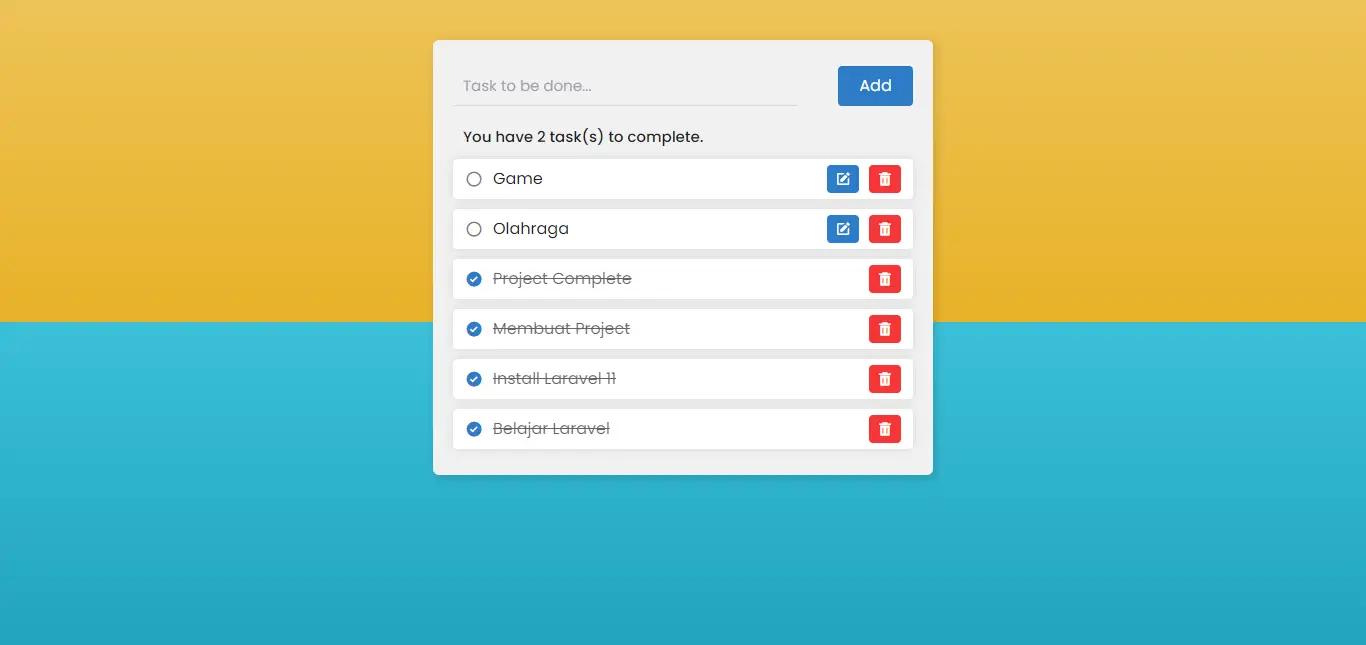 Task to be done...
Add
You have 2 task(s) to complete.
Game
Olahraga
Project Complete
Membuat Project
Install Laravel 11
Belajar Laravel